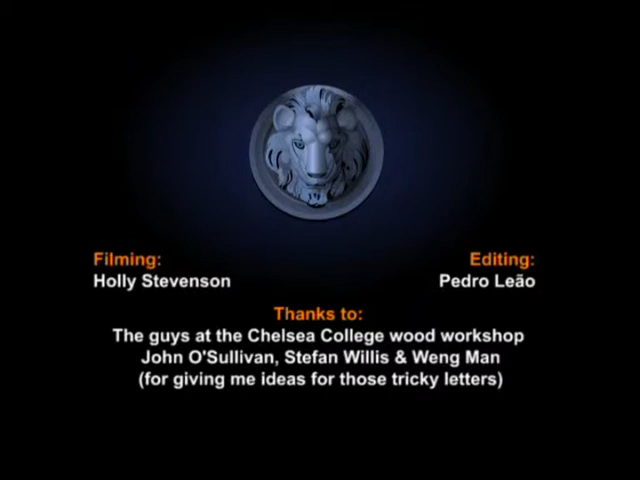 Filming:
Holly Stevenson
Editing:
Pedro Leão
Thanks to:
The guys at the Chelsea College wood workshop
John O'Sullivan, Stefan Willis & Weng Man
(for giving me ideas for those tricky letters)